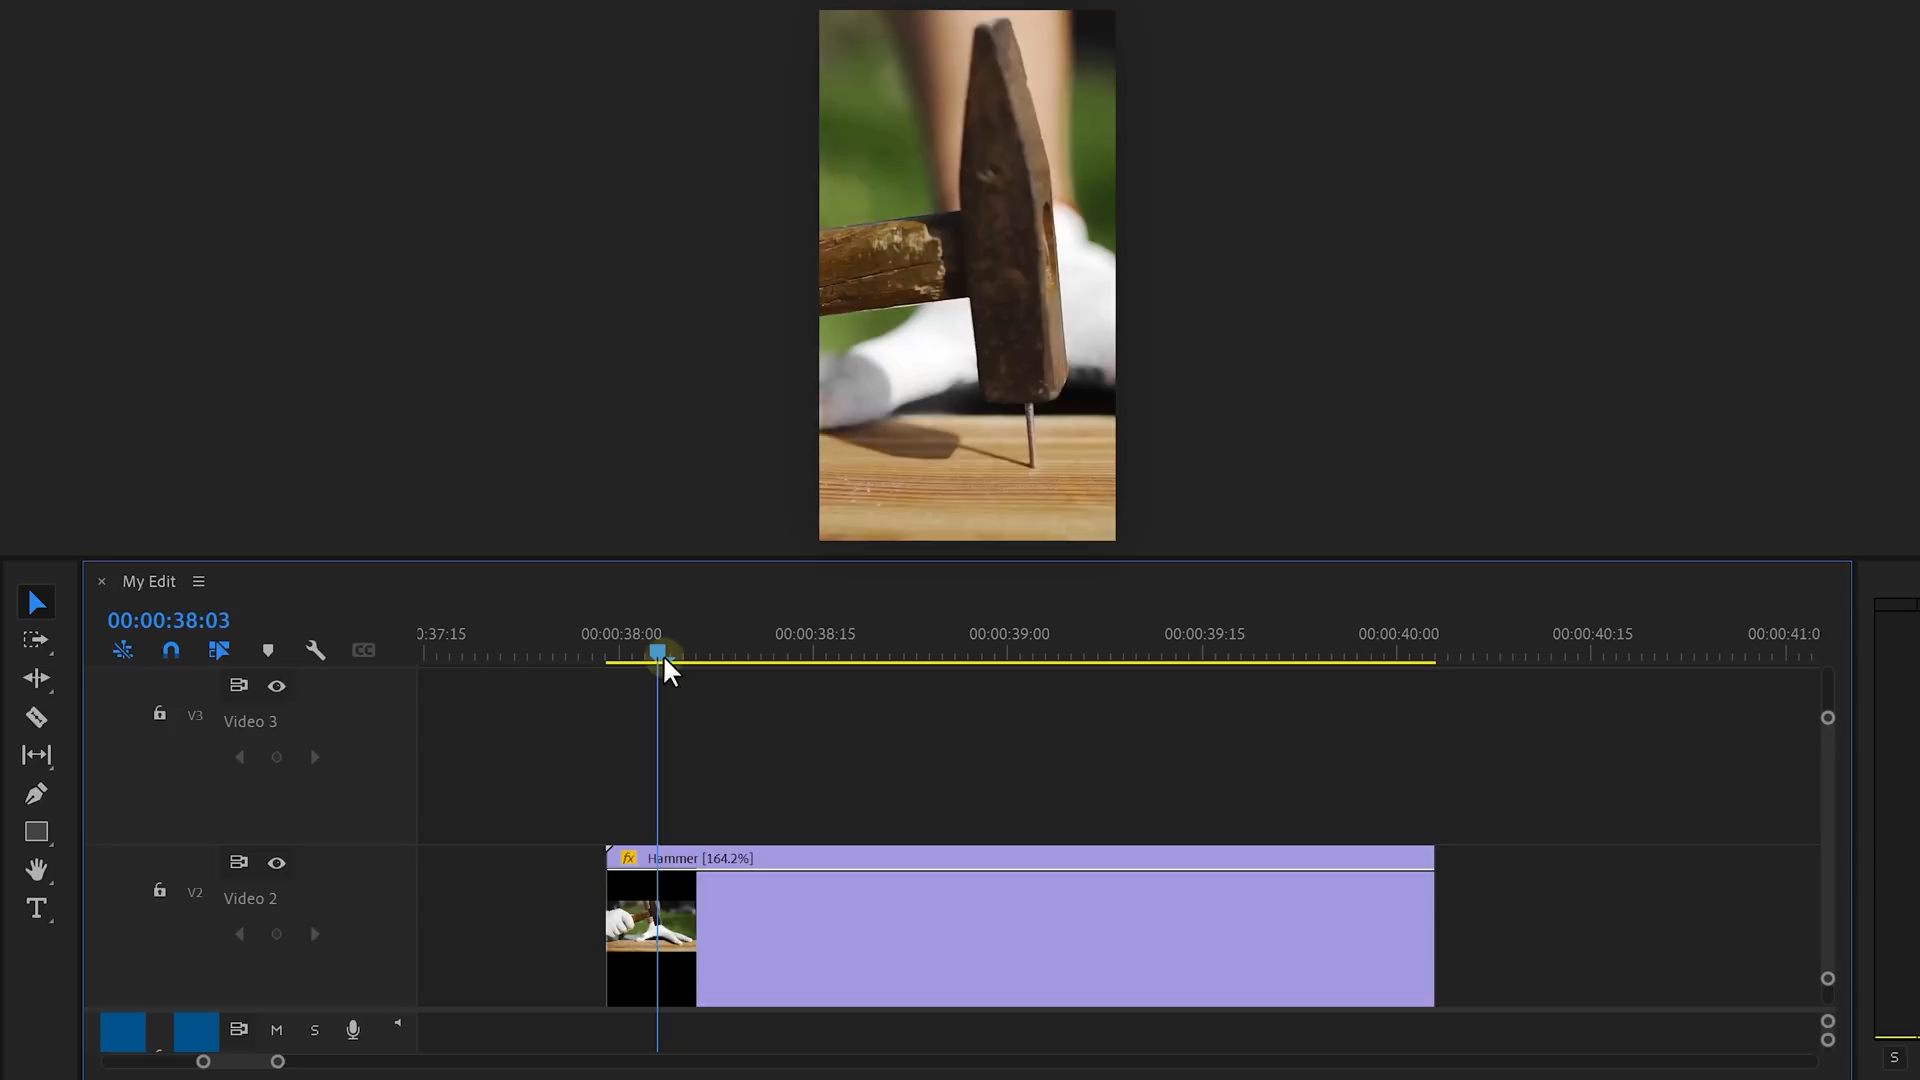 × My Edit ≡
00:00:38:03
0:37:15 00:00:38:00 00:00:38:15 00:00:39:00 00:00:39:15 00:00:40:00 00:00:40:15 00:00:41:0
CC
V3 Video 3
fx Hammer [164.2%]
V2 Video 2
T
M S
S